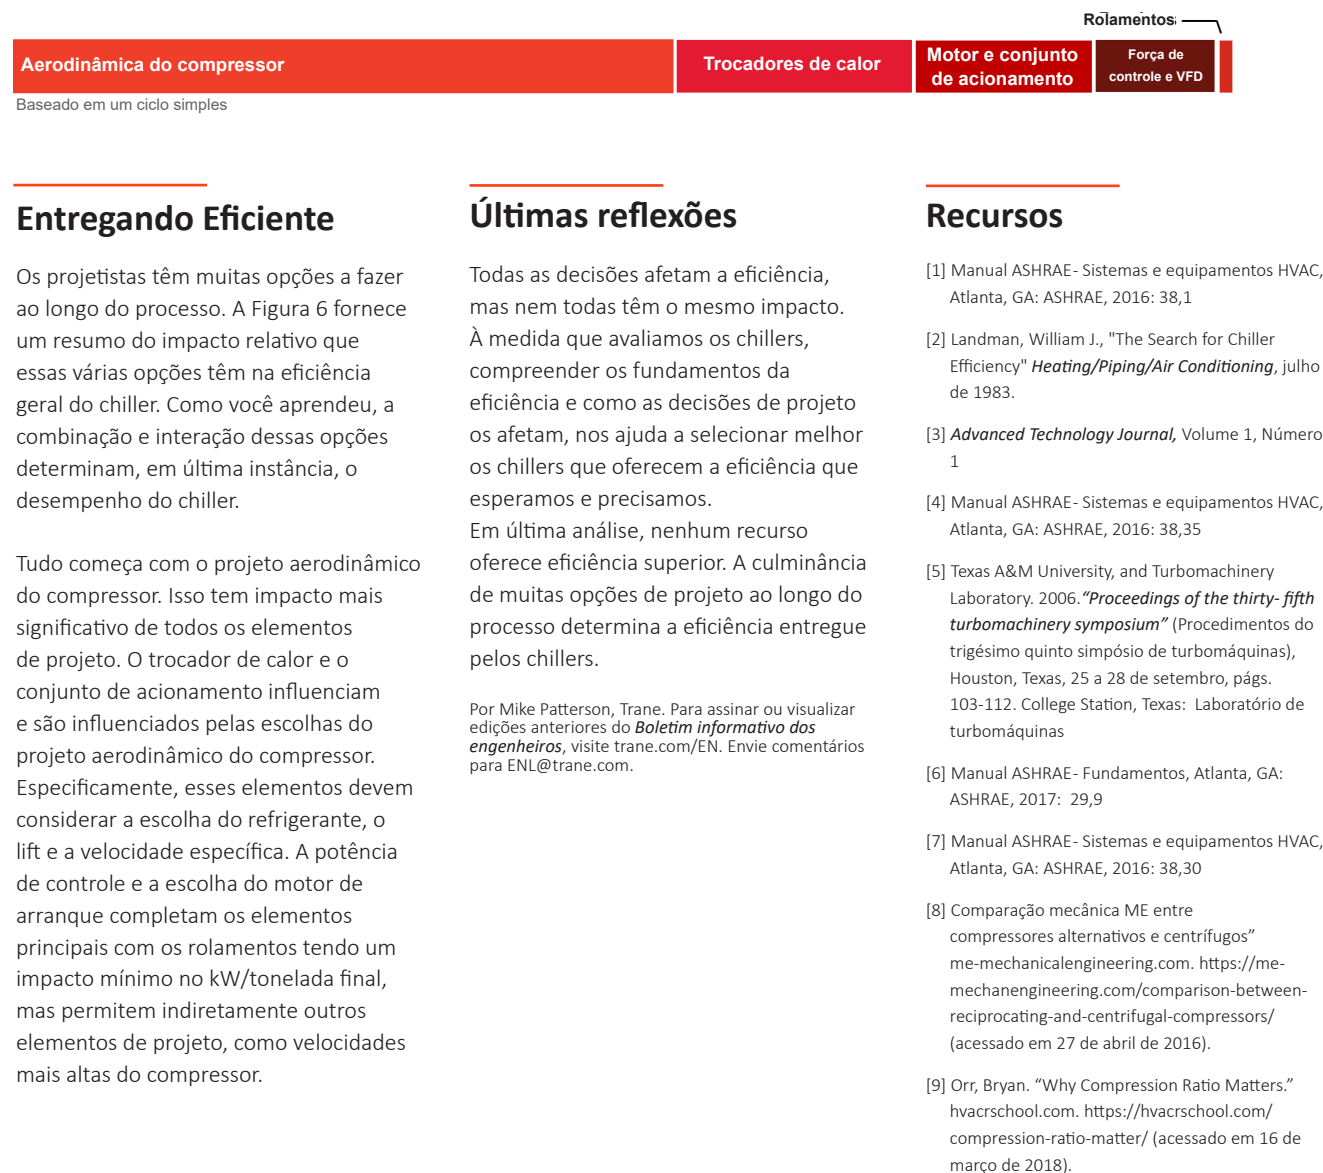 Rolamentos
Aerodinâmica do compressor
Trocadores de calor
Motor e conjunto
de acionamento
Força de
controle e VFD
Baseado em um ciclo simples
Entregando Eficiente
Os projetistas têm muitas opções a fazer
ao longo do processo. A Figura 6 fornece
um resumo do impacto relativo que
essas várias opções têm na eficiência
geral do chiller. Como você aprendeu, a
combinação e interação dessas opções
determinam, em última instância, o
desempenho do chiller.
Tudo começa com o projeto aerodinâmico
do compressor. Isso tem impacto mais
significativo de todos os elementos
de projeto. O trocador de calor e o
conjunto de acionamento influenciam
e são influenciados pelas escolhas do
projeto aerodinâmico do compressor.
Especificamente, esses elementos devem
considerar a escolha do refrigerante, o
lift e a velocidade específica. A potência
de controle e a escolha do motor de
arranque completam os elementos
principais com os rolamentos tendo um
impacto mínimo no kW/tonelada final,
mas permitem indiretamente outros
elementos de projeto, como velocidades
mais altas do compressor.
Últimas reflexões
Todas as decisões afetam a eficiência,
mas nem todas têm o mesmo impacto.
À medida que avaliamos os chillers,
compreender os fundamentos da
eficiência e como as decisões de projeto
os afetam, nos ajuda a selecionar melhor
os chillers que oferecem a eficiência que
esperamos e precisamos.
Em última análise, nenhum recurso
oferece eficiência superior. A culminância
de muitas opções de projeto ao longo do
processo determina a eficiência entregue
pelos chillers.
Por Mike Patterson, Trane. Para assinar ou visualizar
edições anteriores do Boletim informativo dos
engenheiros, visite trane.com/EN. Envie comentários
para ENL@trane.com.
Recursos
[1] Manual ASHRAE- Sistemas e equipamentos HVAC,
Atlanta, GA: ASHRAE, 2016: 38,1
[2] Landman, William J., "The Search for Chiller
Efficiency" Heating/Piping/Air Conditioning, julho
de 1983.
[3] Advanced Technology Journal, Volume 1, Número
1
[4] Manual ASHRAE- Sistemas e equipamentos HVAC,
Atlanta, GA: ASHRAE, 2016: 38,35
[5] Texas A&M University, and Turbomachinery
Laboratory. 2006.“Proceedings of the thirty- fifth
turbomachinery symposium” (Procedimentos do
trigésimo quinto simpósio de turbomáquinas),
Houston, Texas, 25 a 28 de setembro, págs.
103-112. College Station, Texas: Laboratório de
turbomáquinas
[6] Manual ASHRAE- Fundamentos, Atlanta, GA:
ASHRAE, 2017: 29,9
[7] Manual ASHRAE- Sistemas e equipamentos HVAC,
Atlanta, GA: ASHRAE, 2016: 38,30
[8] Comparação mecânica ME entre
compressores alternativos e centrífugos”
me-mechanicalengineering.com. https://me-
mechanengineering.com/comparison-between-
reciprocating-and-centrifugal-compressors/
(acessado em 27 de abril de 2016).
[9] Orr, Bryan. “Why Compression Ratio Matters.”
hvacrschool.com. https://hvacrschool.com/
compression-ratio-matter/ (acessado em 16 de
março de 2018).